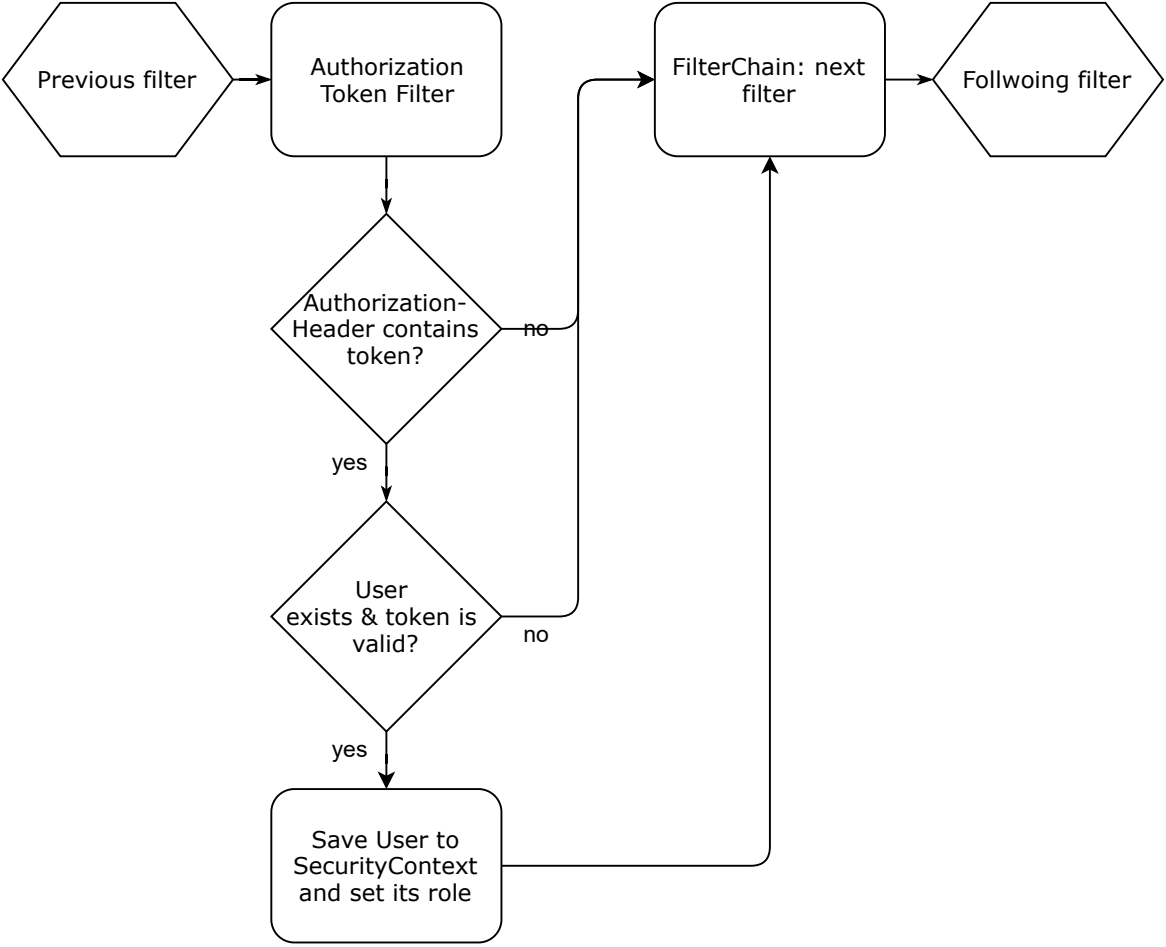 Previous filter
Authorization
Token Filter
FilterChain: next
filter
Follwoing filter
Authorization-
Header contains
token?
no
yes
User
exists & token is
valid?
no
yes
Save User to
SecurityContext
and set its role